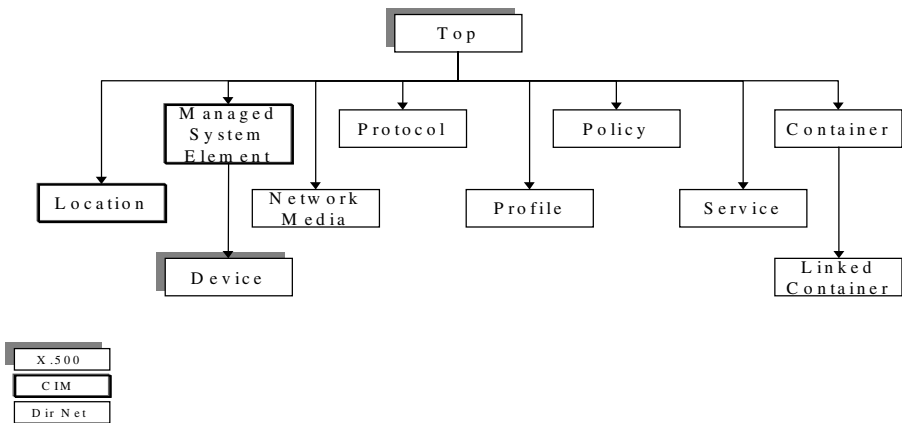 Top
Managed
System
Element
Protocol
Policy
Container
Location
Network
Media
Profile
Service
Device
Linked
Container
X.500
CIM
Dir Net